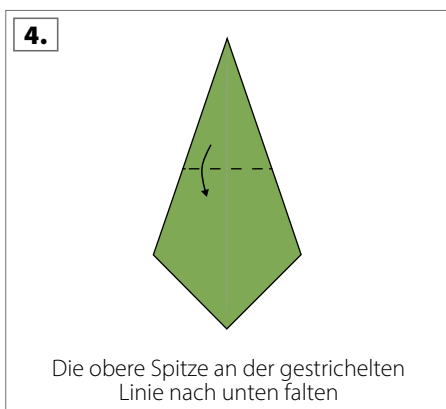 4.
Die obere Spitze an der gestrichelten
Linie nach unten falten